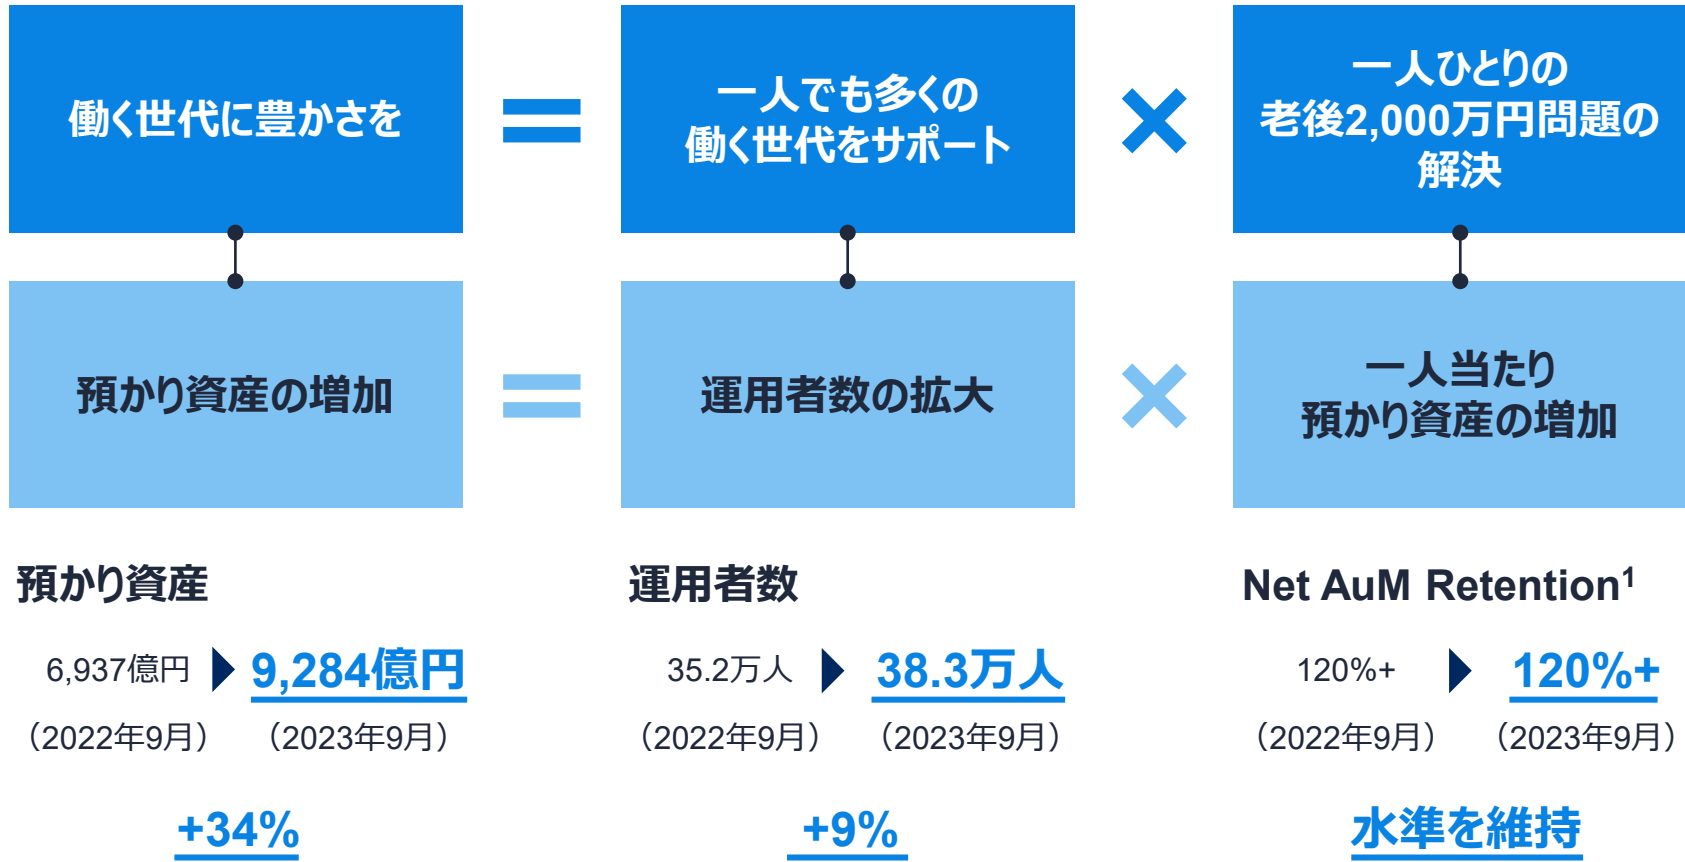 働く世代に豊かさを
=
一人でも多くの
働く世代をサポート
×
一人ひとりの
老後2,000万円問題の
解決
預かり資産の増加
=
運用者数の拡大
×
一人当たり
預かり資産の増加
預かり資産
6,937億円 9,284億円
（2022年9月） （2023年9月）
+34%
運用者数
35.2万人 38.3万人
（2022年9月） （2023年9月）
+9%
Net AuM Retention¹
120%+ 120%+
（2022年9月） （2023年9月）
水準を維持